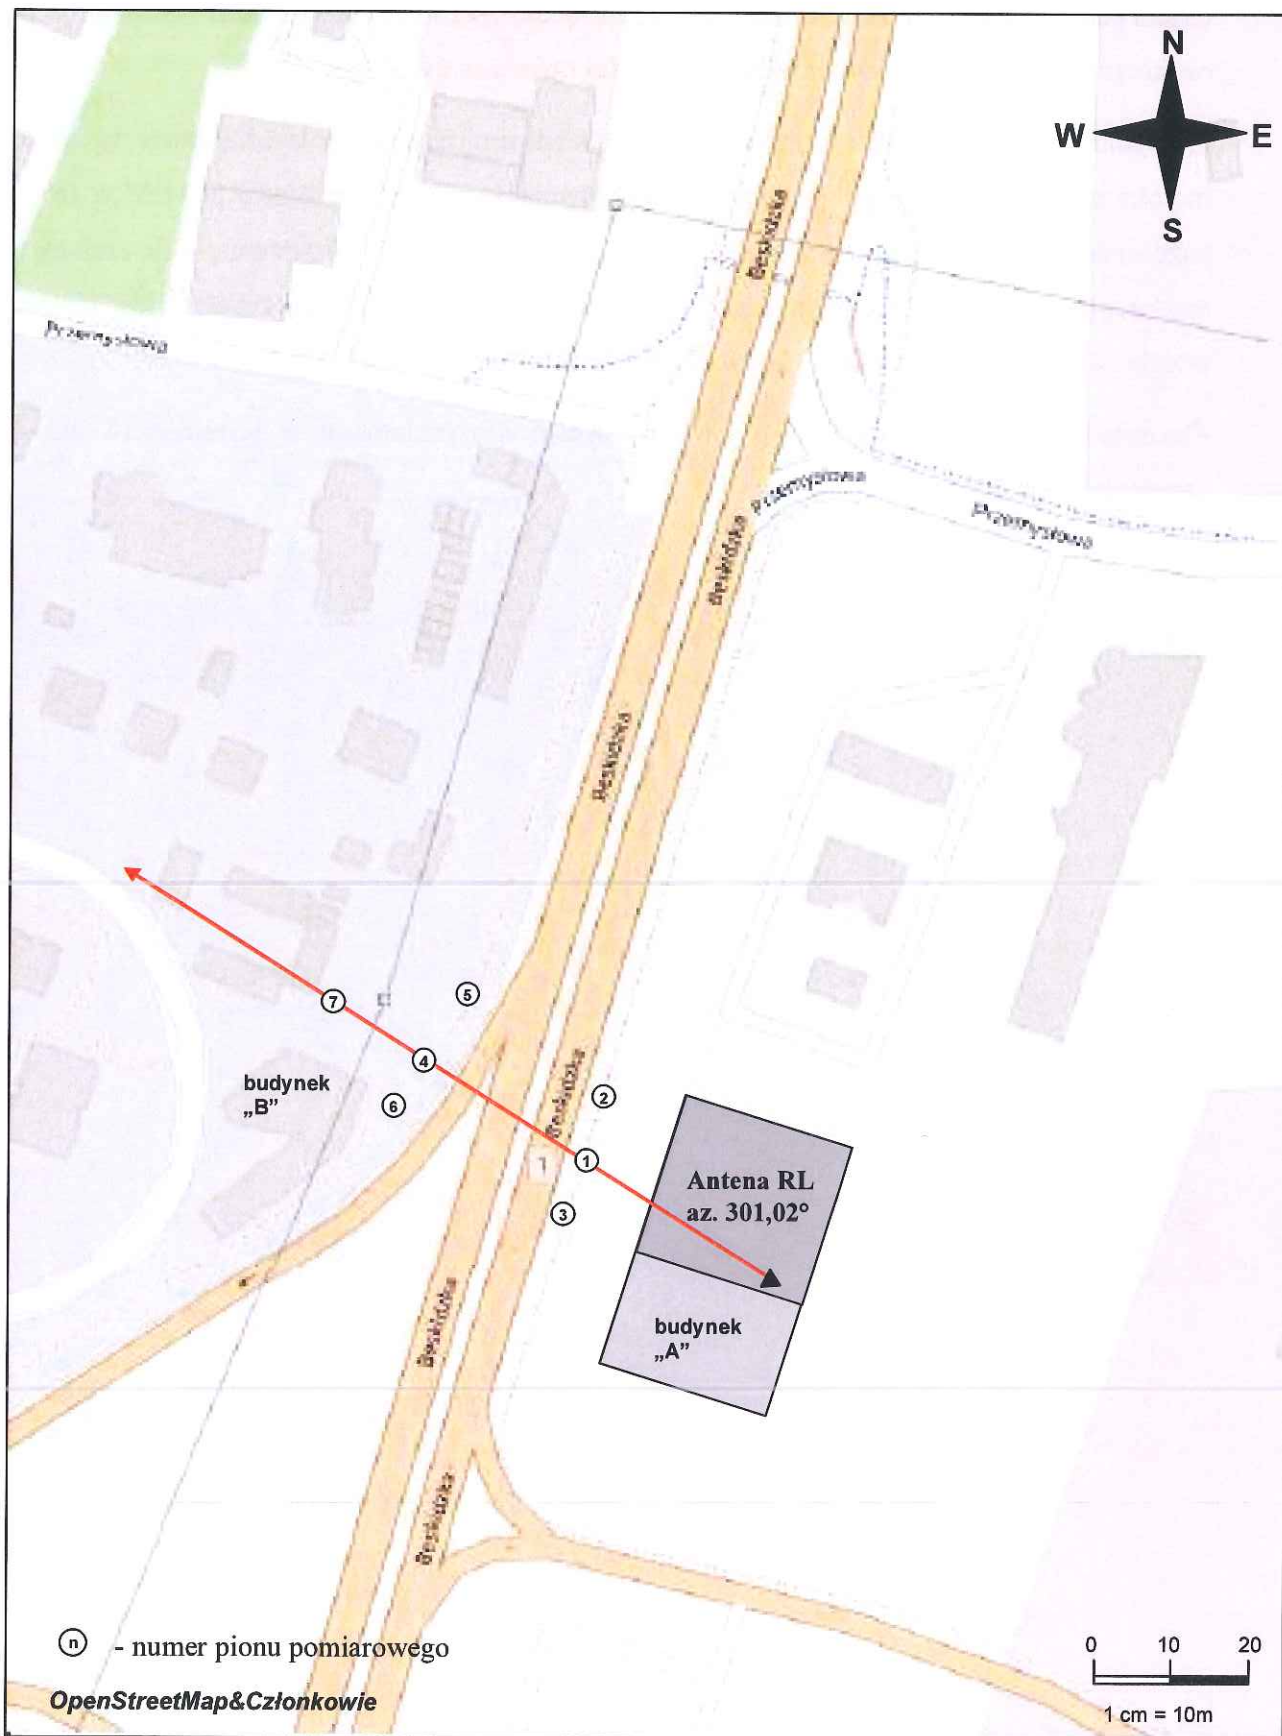 N
W E
S
Beskidzka
Przemysłowa
Przemysłowa
Przemysłowa
Beskidzka
Beskidzka
7
5
4
budynek
„B”
6
Beskidzka
2
1
1
3
Antena RL
az. 301,02°
Beskidzka
budynek
„A”
Beskidzka
n - numer pionu pomiarowego
0 10 20
OpenStreetMap&Członkowie
1 cm = 10m